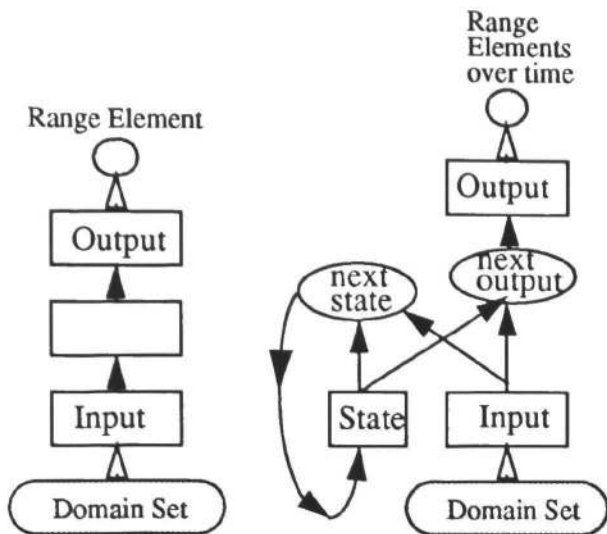 Range Element
Output
Input
Domain Set
Range
Elements
over time
Output
next
state
next
output
State
Input
Domain Set